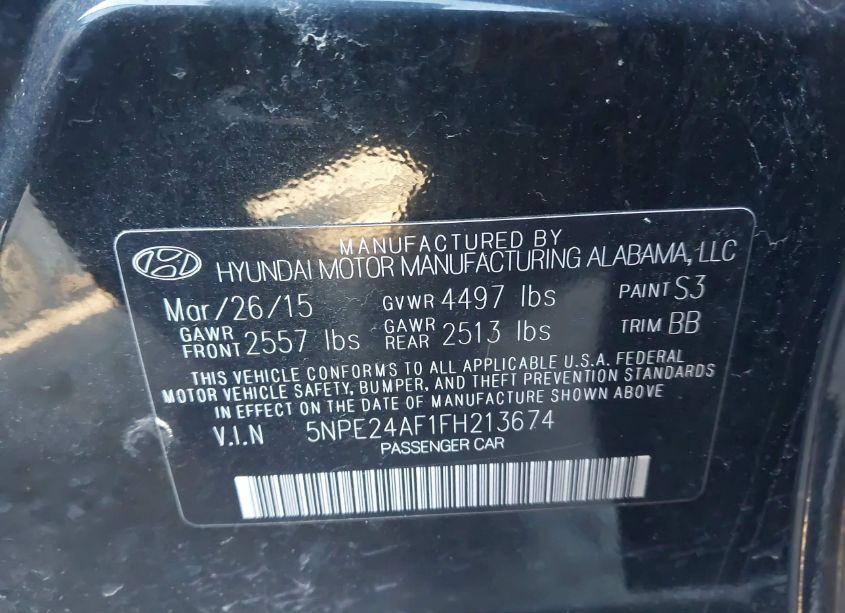 MANUFACTURED BY
HYUNDAI MOTOR MANUFACTURING ALABAMA, LLC
Mar/26/15 GVWR 4497 lbs PAINT S3
GAWR FRONT 2557 lbs GAWR REAR 2513 lbs TRIM BB
THIS VEHICLE CONFORMS TO ALL APPLICABLE U.S.A. FEDERAL
MOTOR VEHICLE SAFETY, BUMPER, AND THEFT PREVENTION STANDARDS
IN EFFECT ON THE DATE OF MANUFACTURE SHOWN ABOVE
V.I.N 5NPE24AF1FH213674
PASSENGER CAR